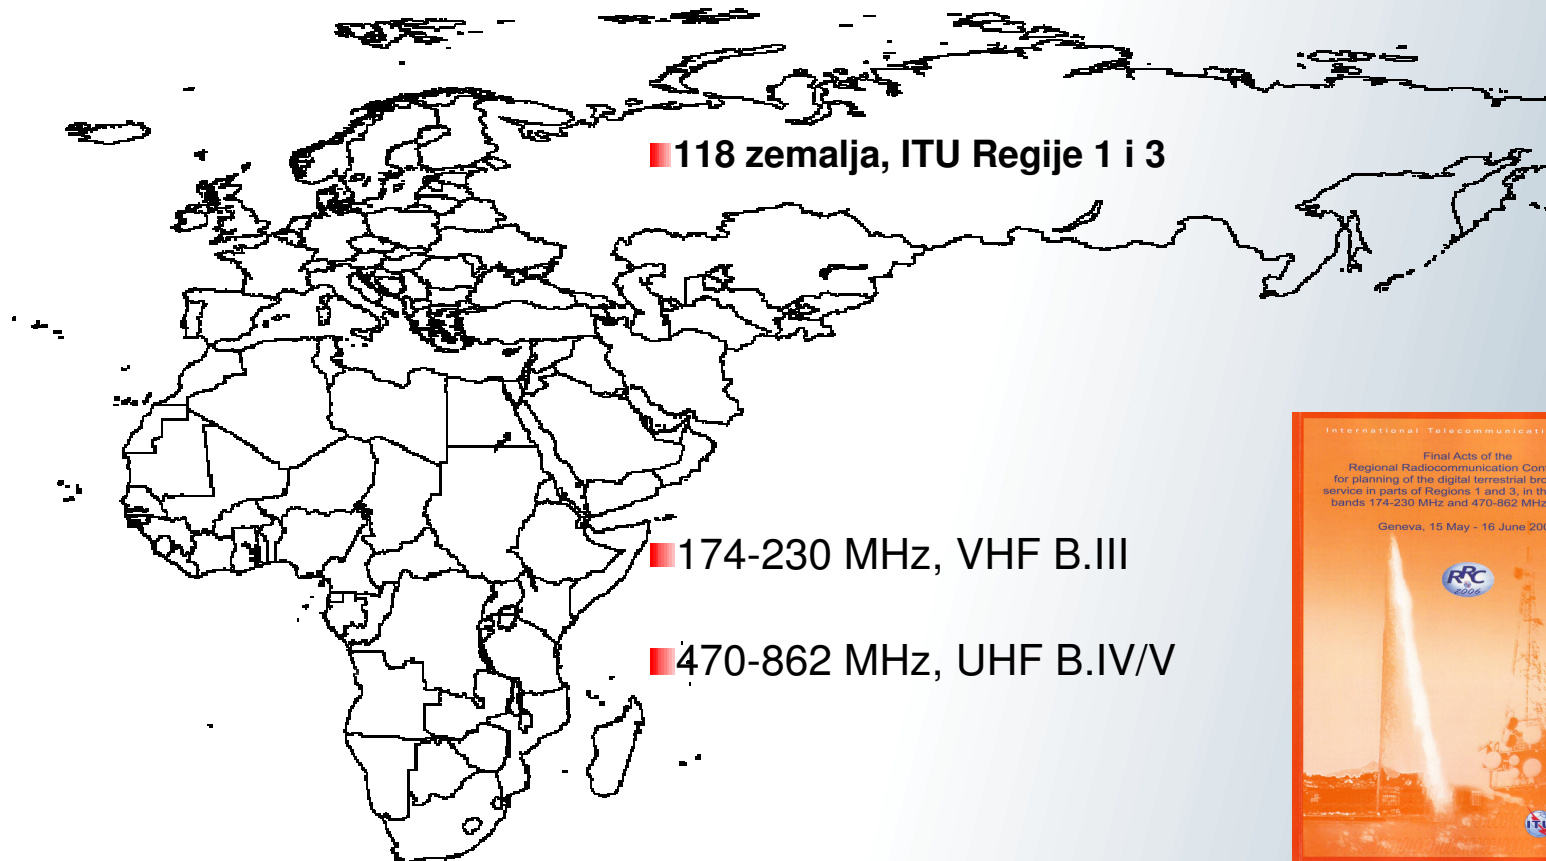 118 zemalja, ITU Regije 1 i 3
174-230 MHz, VHF B.III
470-862 MHz, UHF B.IV/V
International
Final Acts of the
Regional Radiocommunication
for planning of the digital terrestrial
service in parts of Regions 1 and 3, in
bands 174-230 MHz and 470-862 MHz
Geneva, 15 May - 16 June
RRC
2006
ITU